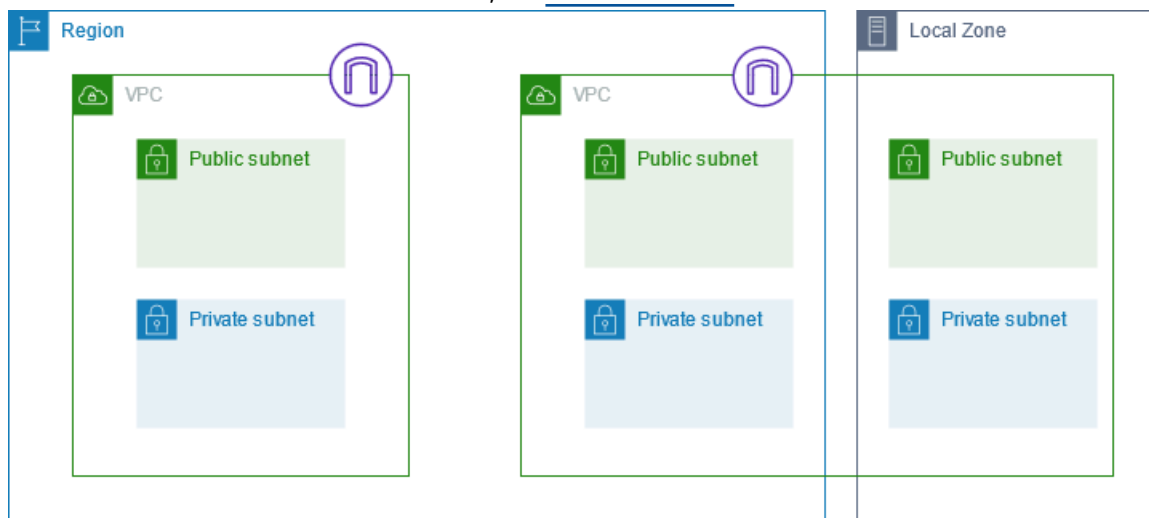 Region
Local Zone
VPC
VPC
Public subnet
Public subnet
Public subnet
Private subnet
Private subnet
Private subnet